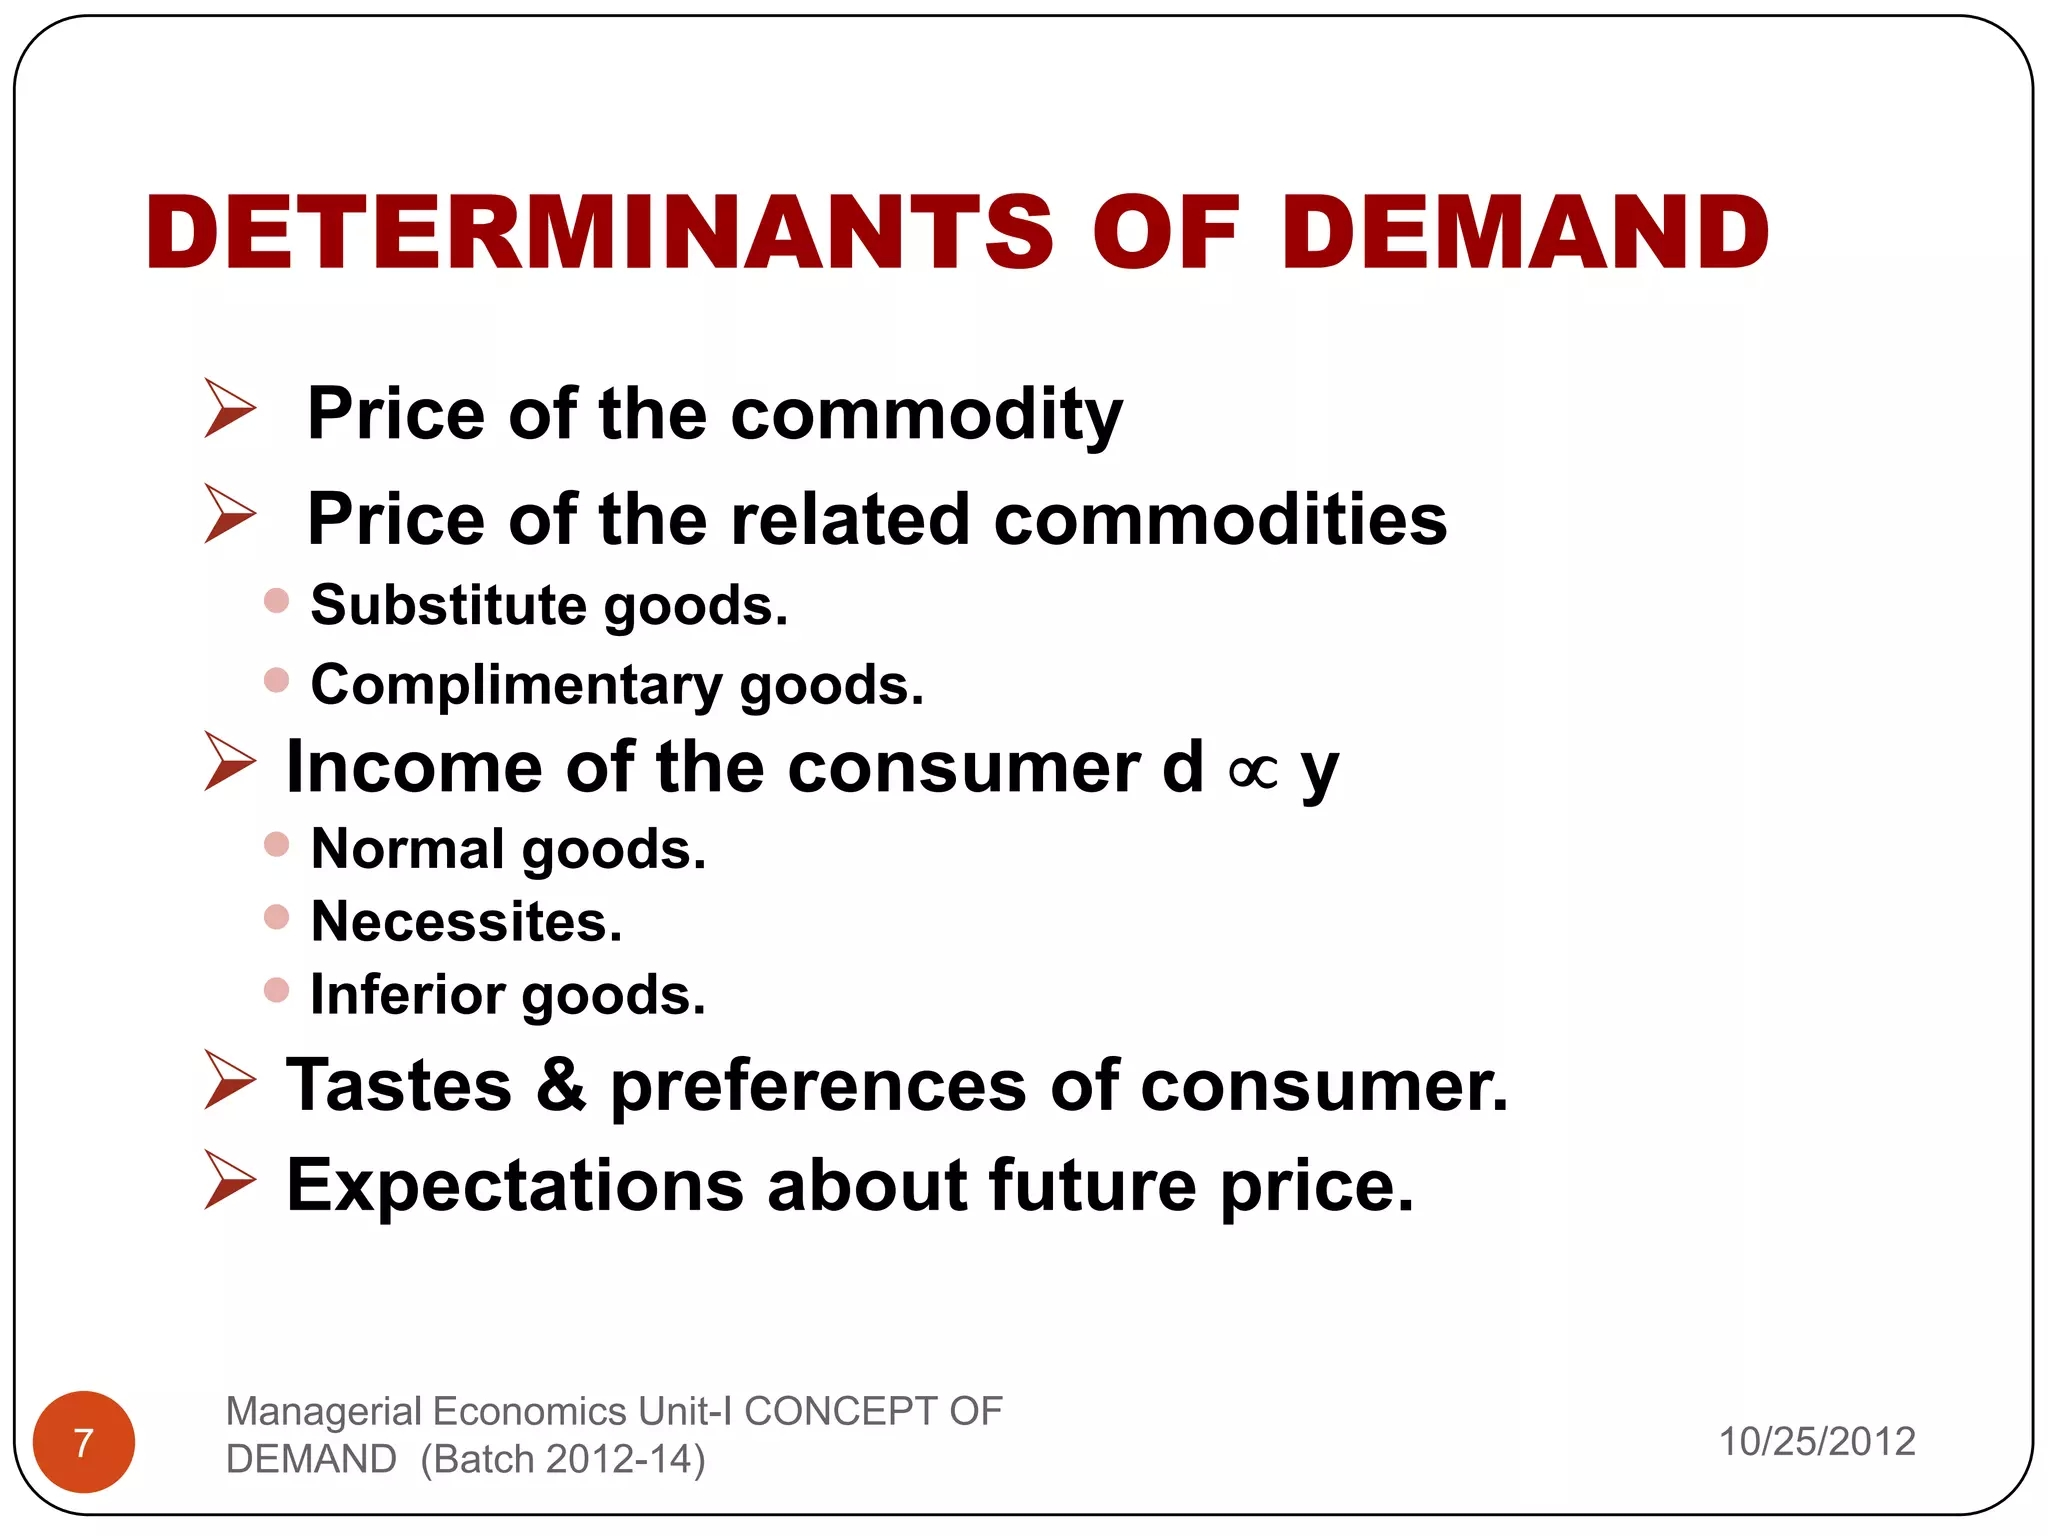 DETERMINANTS OF DEMAND
Price of the commodity
Price of the related commodities
Substitute goods.
Complimentary goods.
Income of the consumer d ∝ y
Normal goods.
Necessites.
Inferior goods.
Tastes & preferences of consumer.
Expectations about future price.
7
Managerial Economics Unit-I CONCEPT OF
DEMAND (Batch 2012-14)
10/25/2012